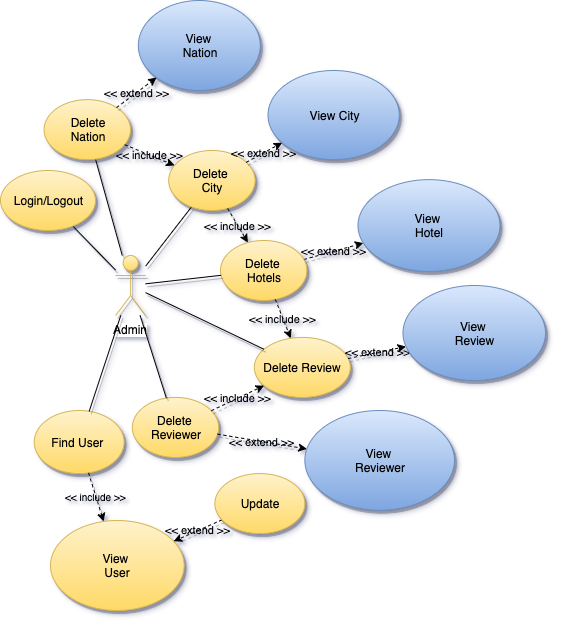 View
Nation
<< extend >>
View City
Delete
Nation
<< include >>
<< extend >>
Delete
City
Login/Logout
<< include >>
View
Hotel
<< extend >>
Delete
Hotels
Admin
<< include >>
View
Review
<< extend >>
Delete Review
<< include >>
Delete
Reviewer
Find User
<< extend >>
View
Reviewer
<< include >>
Update
<< extend >>
View
User